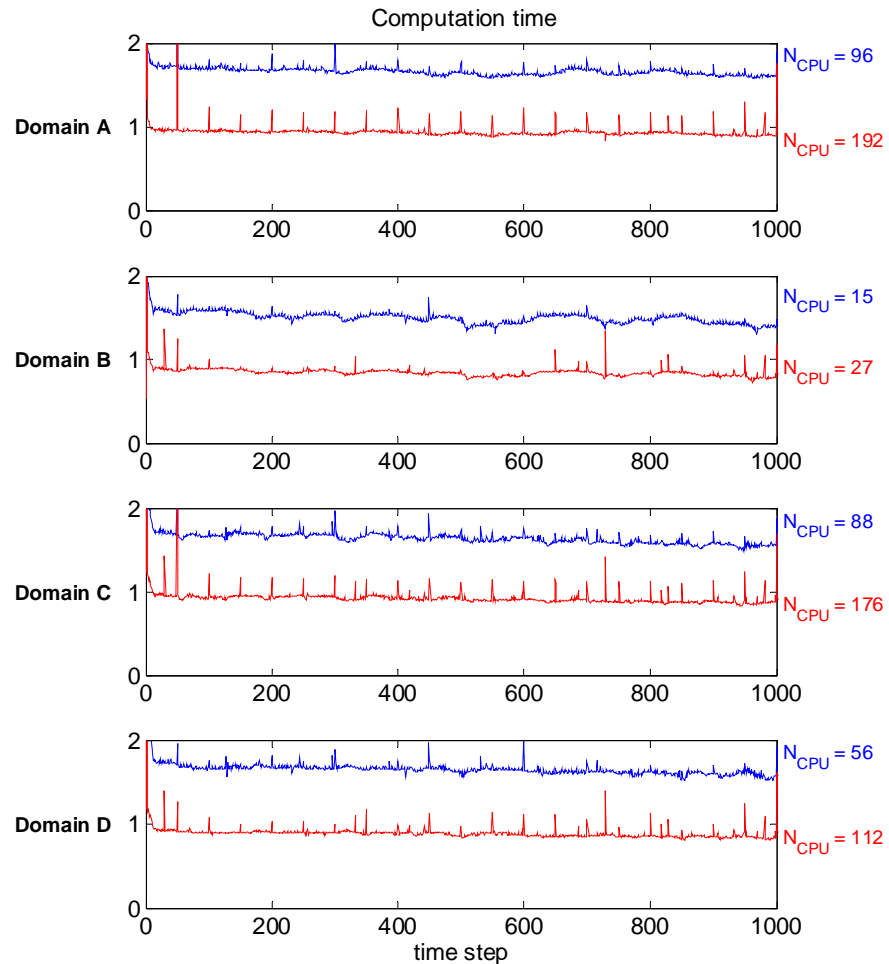 Computation time
2
1
0
Domain A
N_CPU = 96
N_CPU = 192
0 200 400 600 800 1000
2
1
0
Domain B
N_CPU = 15
N_CPU = 27
0 200 400 600 800 1000
2
1
0
Domain C
N_CPU = 88
N_CPU = 176
0 200 400 600 800 1000
2
1
0
Domain D
N_CPU = 56
N_CPU = 112
0 200 400 600 800 1000
time step